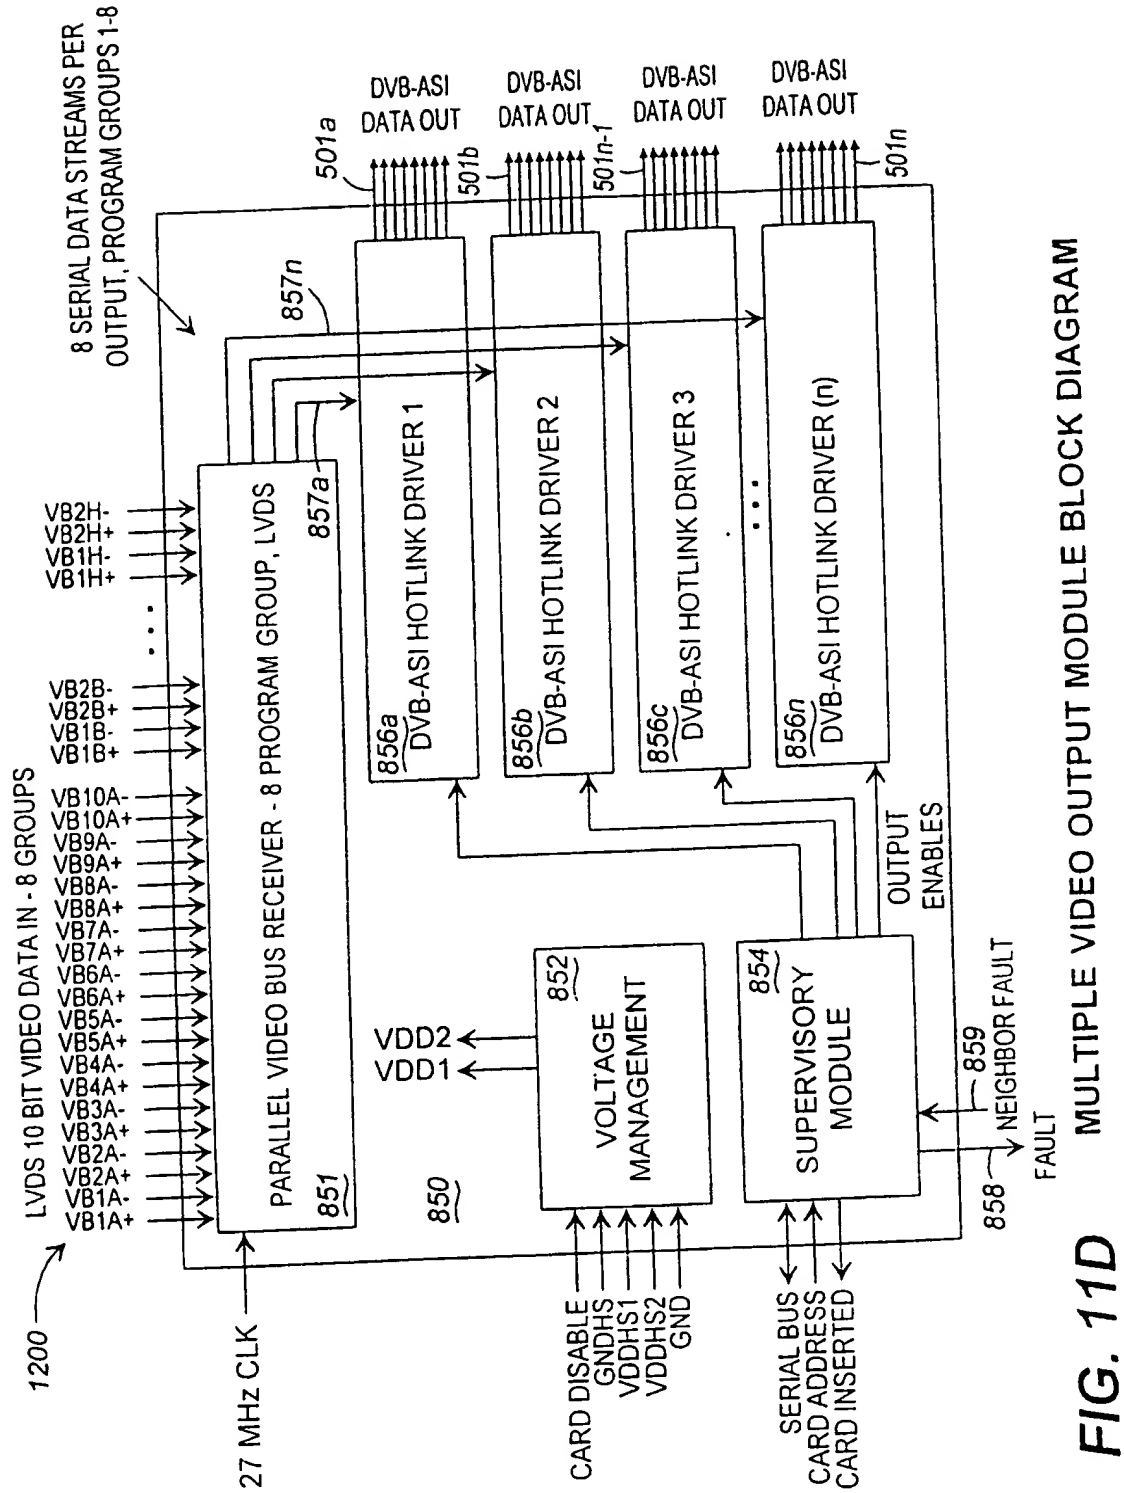 8 SERIAL DATA STREAMS PER
OUTPUT, PROGRAM GROUPS 1-8
1200
LVDS 10 BIT VIDEO DATA IN - 8 GROUPS
VB1A+
VB1A-
VB2A+
VB2A-
VB3A+
VB3A-
VB4A+
VB4A-
VB5A+
VB5A-
VB6A+
VB6A-
VB7A+
VB7A-
VB8A+
VB8A-
VB9A+
VB9A-
VB10A+
VB10A-
VB1B+
VB1B-
VB2B+
VB2B-
• • •
VB1H+
VB1H-
VB2H+
VB2H-
27 MHz CLK
PARALLEL VIDEO BUS RECEIVER - 8 PROGRAM GROUP, LVDS
851
857a
857n
850
856a
DVB-ASI HOTLINK DRIVER 1
501a
DVB-ASI
DATA OUT
856b
DVB-ASI HOTLINK DRIVER 2
501b
DVB-ASI
DATA OUT
856c
DVB-ASI HOTLINK DRIVER 3
501n-1
DVB-ASI
DATA OUT
• • •
856n
DVB-ASI HOTLINK DRIVER (n)
501n
DVB-ASI
DATA OUT
VDD2
VDD1
852
VOLTAGE
MANAGEMENT
CARD DISABLE
GNDHS
VDDHS1
VDDHS2
GND
854
SUPERVISORY
MODULE
SERIAL BUS
CARD ADDRESS
CARD INSERTED
OUTPUT
ENABLES
858
FAULT
859
NEIGHBOR FAULT
FIG. 11D
MULTIPLE VIDEO OUTPUT MODULE BLOCK DIAGRAM